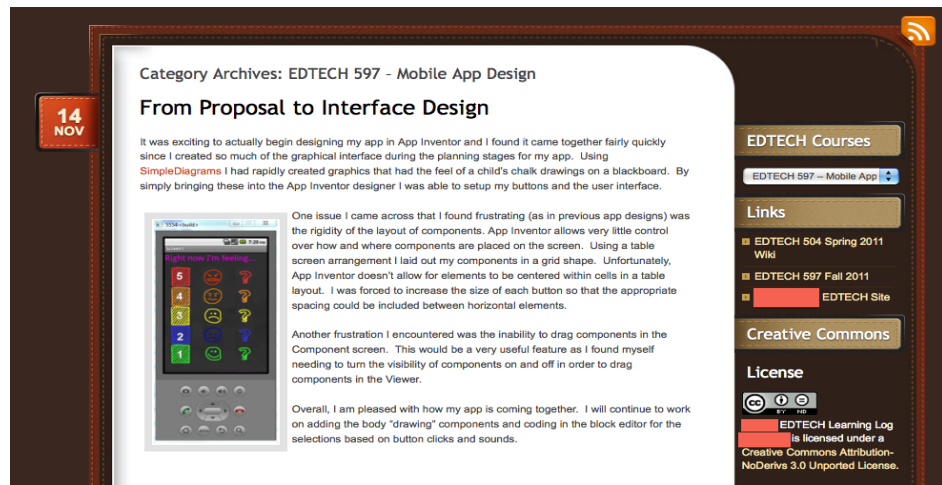 Category Archives: EDTECH 597 – Mobile App Design
14
NOV
From Proposal to Interface Design
It was exciting to actually begin designing my app in App Inventor and I found it came together fairly quickly
since I created so much of the graphical interface during the planning stages for my app. Using
SimpleDiagrams I had rapidly created graphics that had the feel of a child's chalk drawings on a blackboard. By
simply bringing these into the App Inventor designer I was able to setup my buttons and the user interface.
5554:<build>
7:20 PM
Right now I'm feeling...
5 ?
4 ?
3 ?
2 ?
1 ?
One issue I came across that I found frustrating (as in previous app designs) was
the rigidity of the layout of components. App Inventor allows very little control
over how and where components are placed on the screen. Using a table
screen arrangement I laid out my components in a grid shape. Unfortunately,
App Inventor doesn't allow for elements to be centered within cells in a table
layout. I was forced to increase the size of each button so that the appropriate
spacing could be included between horizontal elements.
Another frustration I encountered was the inability to drag components in the
Component screen. This would be a very useful feature as I found myself
needing to turn the visibility of components on and off in order to drag
components in the Viewer.
Overall, I am pleased with how my app is coming together. I will continue to work
on adding the body "drawing" components and coding in the block editor for the
selections based on button clicks and sounds.
EDTECH Courses
EDTECH 597 – Mobile App
Links
EDTECH 504 Spring 2011
Wiki
EDTECH 597 Fall 2011
EDTECH Site
Creative Commons
License
cc BY ND
EDTECH Learning Log
is licensed under a
Creative Commons Attribution-
NoDerivs 3.0 Unported License.